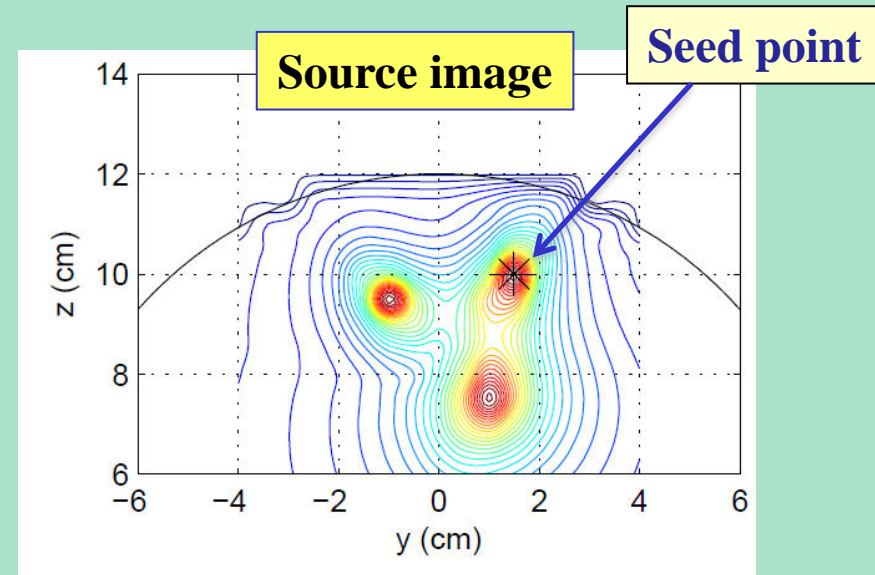 Source image
Seed point
14
12
10
8
6
z (cm)
−6 −4 −2 0 2 4 6
y (cm)